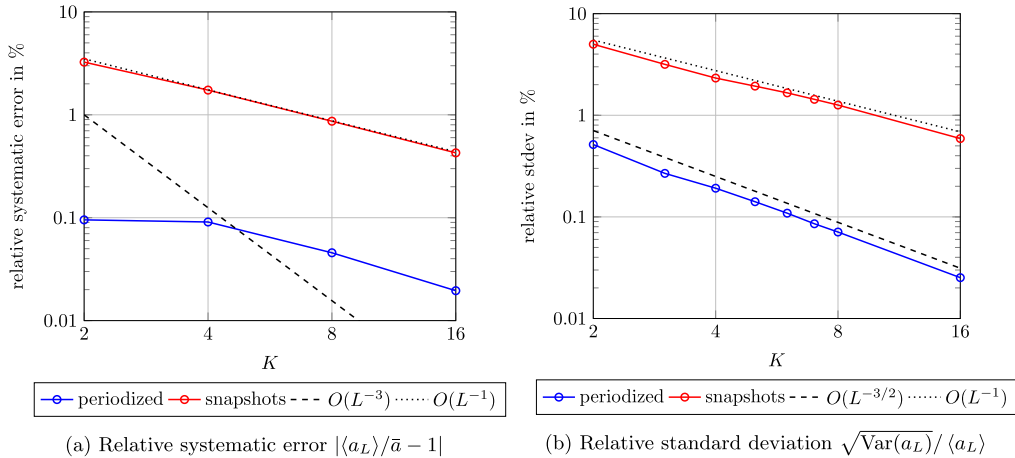 relative systematic error in %
10
1
0.1
0.01
2
4
8
16
K
periodized
snapshots
O(L⁻³)
O(L⁻¹)
(a) Relative systematic error |⟨a_L⟩/ā − 1|
relative stdev in %
10
1
0.1
0.01
2
4
8
16
K
periodized
snapshots
O(L^{-3/2})
O(L⁻¹)
(b) Relative standard deviation √Var(a_L)/ ⟨a_L⟩